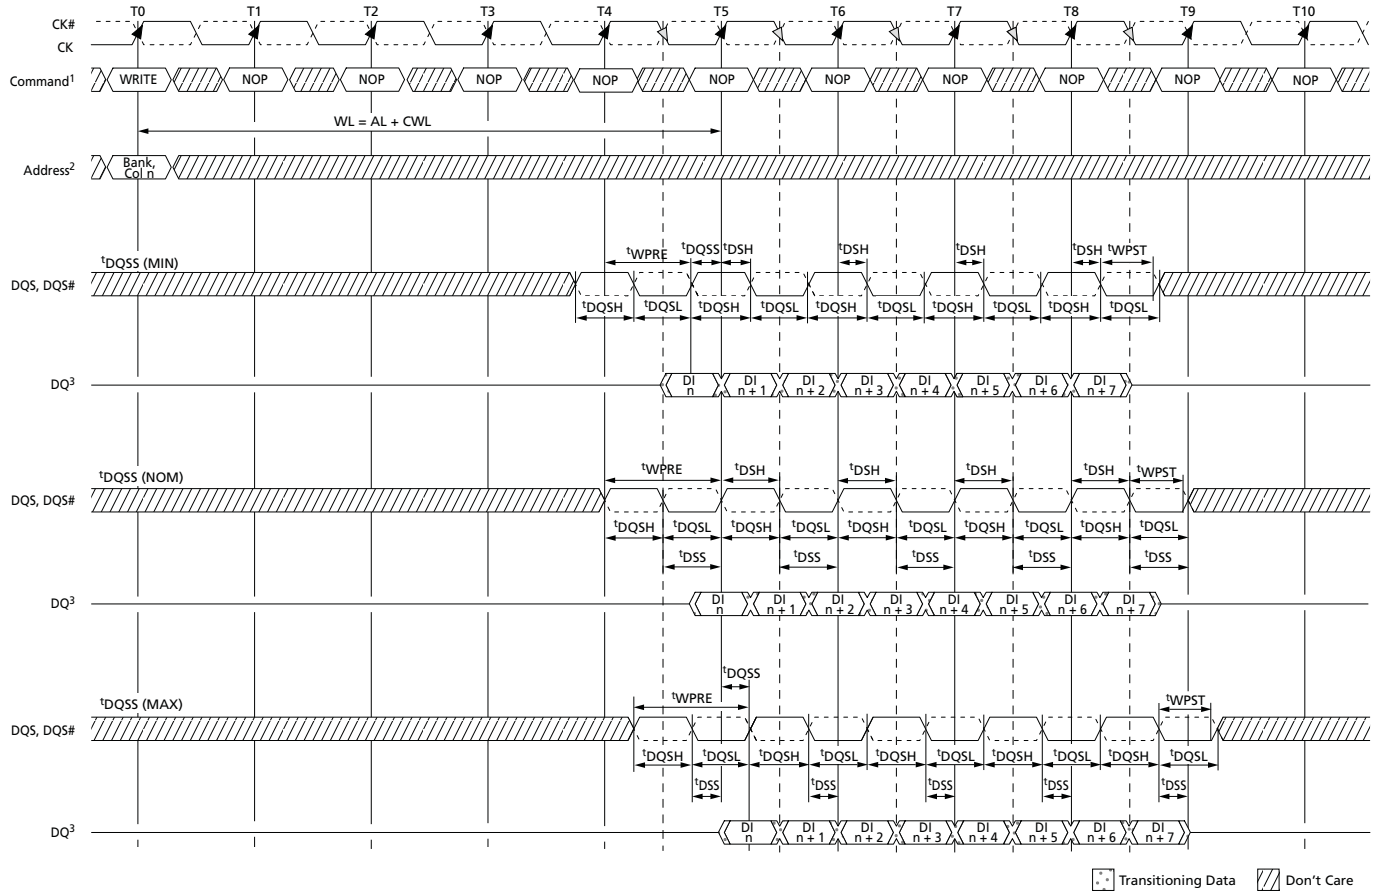 T0 T1 T2 T3 T4 T5 T6 T7 T8 T9 T10
CK#
CK
Command1 WRITE NOP NOP NOP NOP NOP NOP NOP NOP NOP NOP
WL = AL + CWL
Address2 Bank, Col n
tDQSS (MIN) tWPRE tDQSS tDSH tDSH tDSH tDSH tWPST
DQS, DQS#
tDQSH tDQSL tDQSH tDQSL tDQSH tDQSL tDQSH tDQSL tDQSH tDQSL
DQ3 DI n DI n + 1 DI n + 2 DI n + 3 DI n + 4 DI n + 5 DI n + 6 DI n + 7
tDQSS (NOM) tWPRE tDSH tDSH tDSH tDSH tWPST
DQS, DQS#
tDQSH tDQSL tDQSH tDQSL tDQSH tDQSL tDQSH tDQSL tDQSH tDQSL
tDSS tDSS tDSS tDSS tDSS
DQ3 DI n DI n + 1 DI n + 2 DI n + 3 DI n + 4 DI n + 5 DI n + 6 DI n + 7
tDQSS
tDQSS (MAX) tWPRE tWPST
DQS, DQS#
tDQSH tDQSL tDQSH tDQSL tDQSH tDQSL tDQSH tDQSL tDQSH tDQSL
tDSS tDSS tDSS tDSS tDSS
DQ3 DI n DI n + 1 DI n + 2 DI n + 3 DI n + 4 DI n + 5 DI n + 6 DI n + 7
Transitioning Data Don't Care